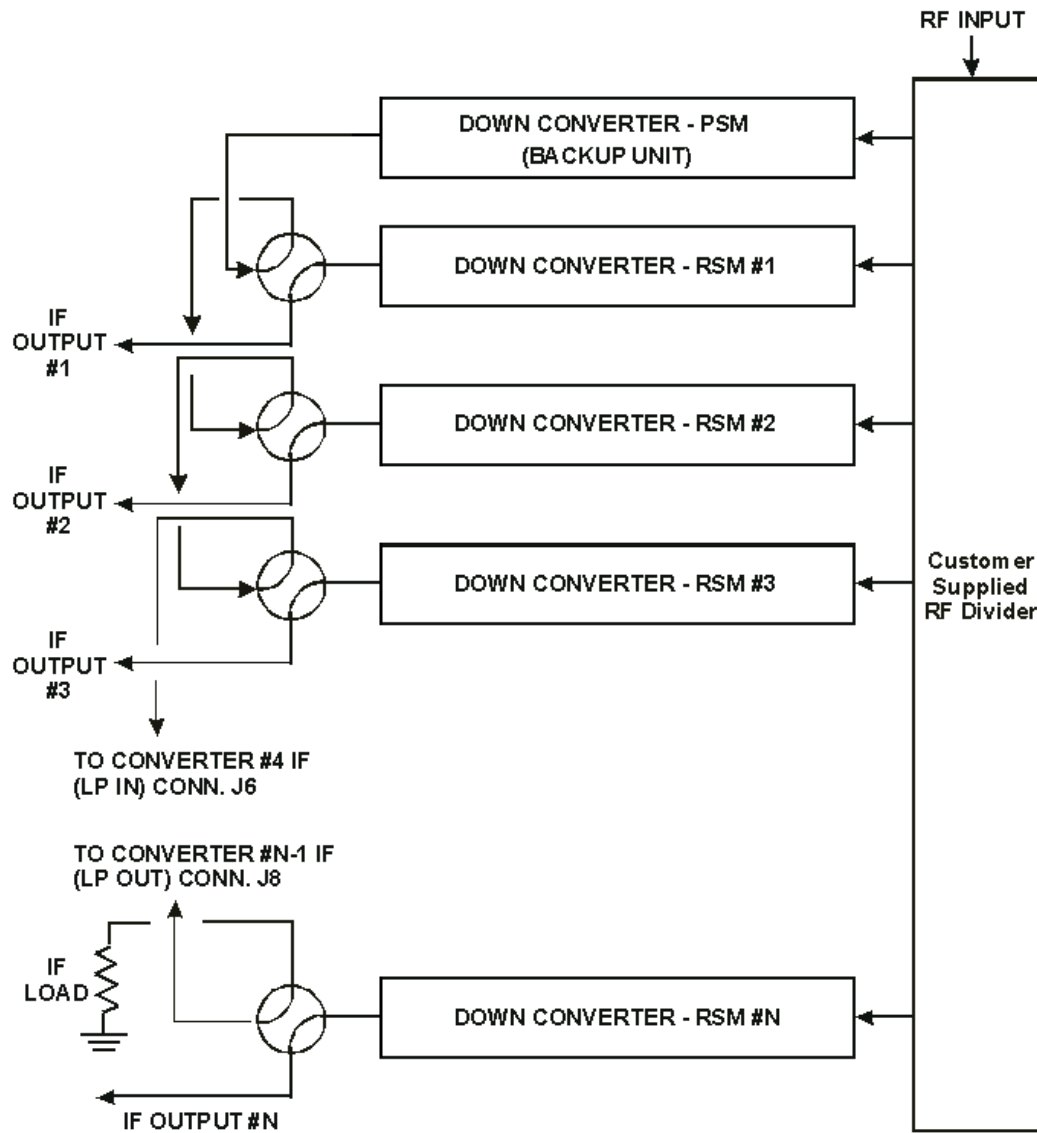 RF INPUT
DOWN CONVERTER - PSM
(BACKUP UNIT)
DOWN CONVERTER - RSM #1
IF
OUTPUT
#1
DOWN CONVERTER - RSM #2
IF
OUTPUT
#2
DOWN CONVERTER - RSM #3
Customer
Supplied
RF Divider
IF
OUTPUT
#3
TO CONVERTER #4 IF
(LP IN) CONN. J6
TO CONVERTER #N-1 IF
(LP OUT) CONN. J8
IF
LOAD
DOWN CONVERTER - RSM #N
IF OUTPUT #N